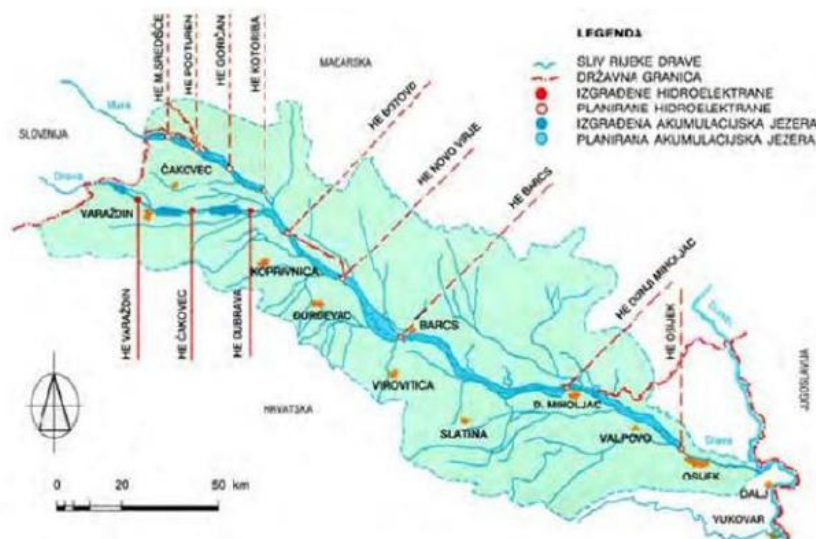 LEGENDA
SLIV RIJEKE DRAVE
DRŽAVNA GRANICA
IZGRAĐENE HIDROELEKTRANE
PLANIRANE HIDROELEKTRANE
IZGRAĐENA AKUMULACIJSKA JEZERA
PLANIRANA AKUMULACIJSKA JEZERA
HE M.SREDIŠĆE
HE PODTUREN
HE GORIČAN
HE KOTORIBA
MAĐARSKA
HE ĐURĐEVAC
HE NOVO VIRJE
HE BARCS
HE DONJI MIHOLJAC
HE OSIJEK
SLOVENIJA
Mura
Drava
ČAKOVEC
VARAŽDIN
KOPRIVNICA
ĐURĐEVAC
BARCS
VIROVITICA
HRVATSKA
SLATINA
D. MIHOLJAC
VALPOVO
Drava
OSIJEK
DALJ
VUKOVAR
JUGOSLAVIJA
HE VARAŽDIN
HE ČAKOVEC
HE DUBRAVA
0 10 20 50 km